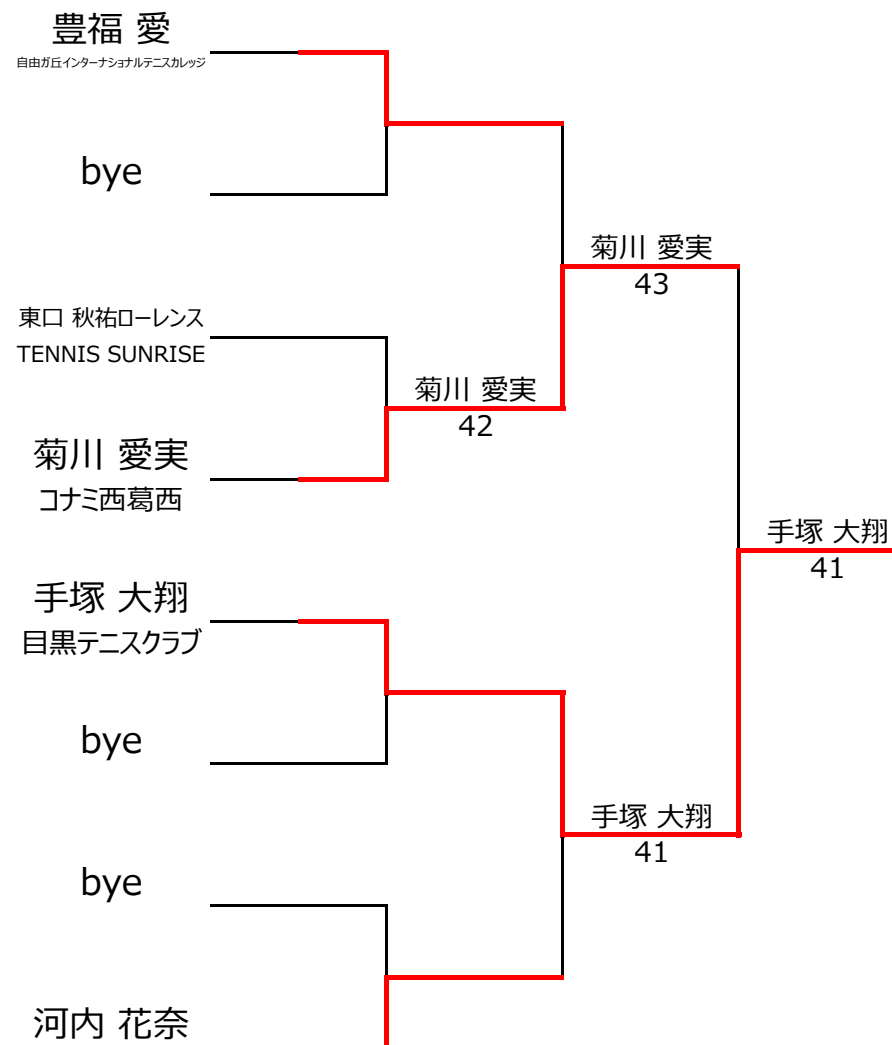 豊福 愛
自由ガ丘インターナショナルテニスカレッジ
bye
菊川 愛実
43
東口 秋祐ローレンス
TENNIS SUNRISE
菊川 愛実
42
菊川 愛実
コナミ西葛西
手塚 大翔
41
手塚 大翔
目黒テニスクラブ
bye
手塚 大翔
41
bye
河内 花奈